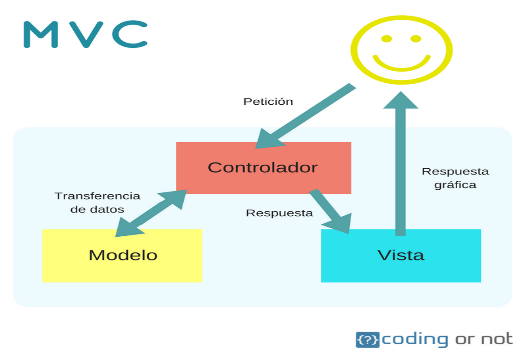 MVC
Petición
Controlador
Respuesta
gráfica
Transferencia
de datos
Respuesta
Modelo
Vista
{?} coding or not